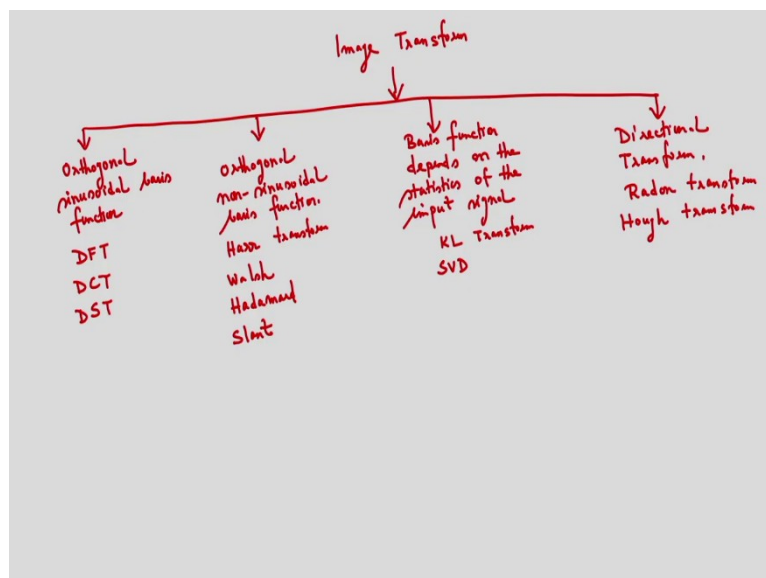 Image Transform
Orthogonal
sinusoidal basis
function
DFT
DCT
DST
Orthogonal
non-sinusoidal
basis function.
Haar transform
Walsh
Hadamard
Slant
Basis function
depends on the
statistics of the
input signal
KL Transform
SVD
Directional
Transform.
Radon transform
Hough transform